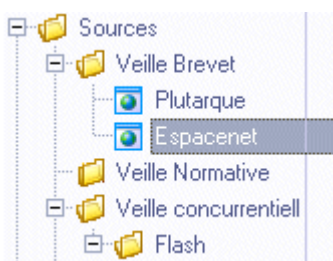 Sources
Veille Brevet
Plutarque
Espacenet
Veille Normative
Veille concurrentiell
Flash